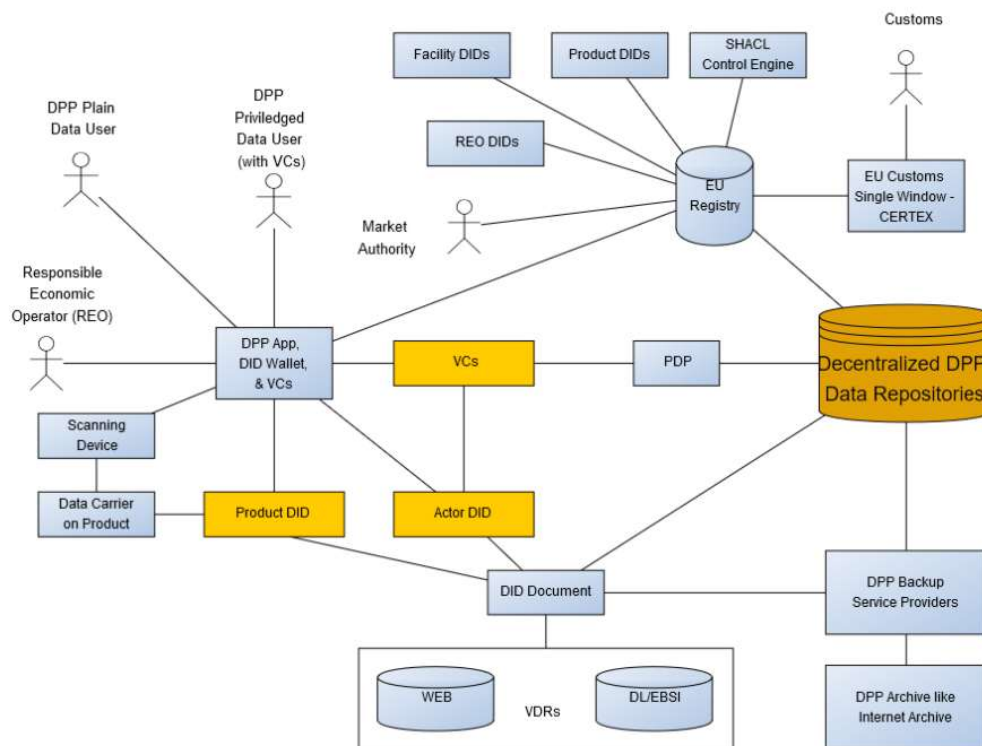 Customs
Facility DIDs
Product DIDs
SHACL
Control Engine
DPP Plain
Data User
DPP
Priviledged
Data User
(with VCs)
REO DIDs
EU
Registry
EU Customs
Single Window -
CERTEX
Market
Authority
Responsible
Economic
Operator (REO)
DPP App,
DID Wallet,
& VCs
VCs
PDP
Decentralized DPP
Data Repositories
Scanning
Device
Data Carrier
on Product
Product DID
Actor DID
DID Document
DPP Backup
Service Providers
WEB
VDRs
DL/EBSI
DPP Archive like
Internet Archive